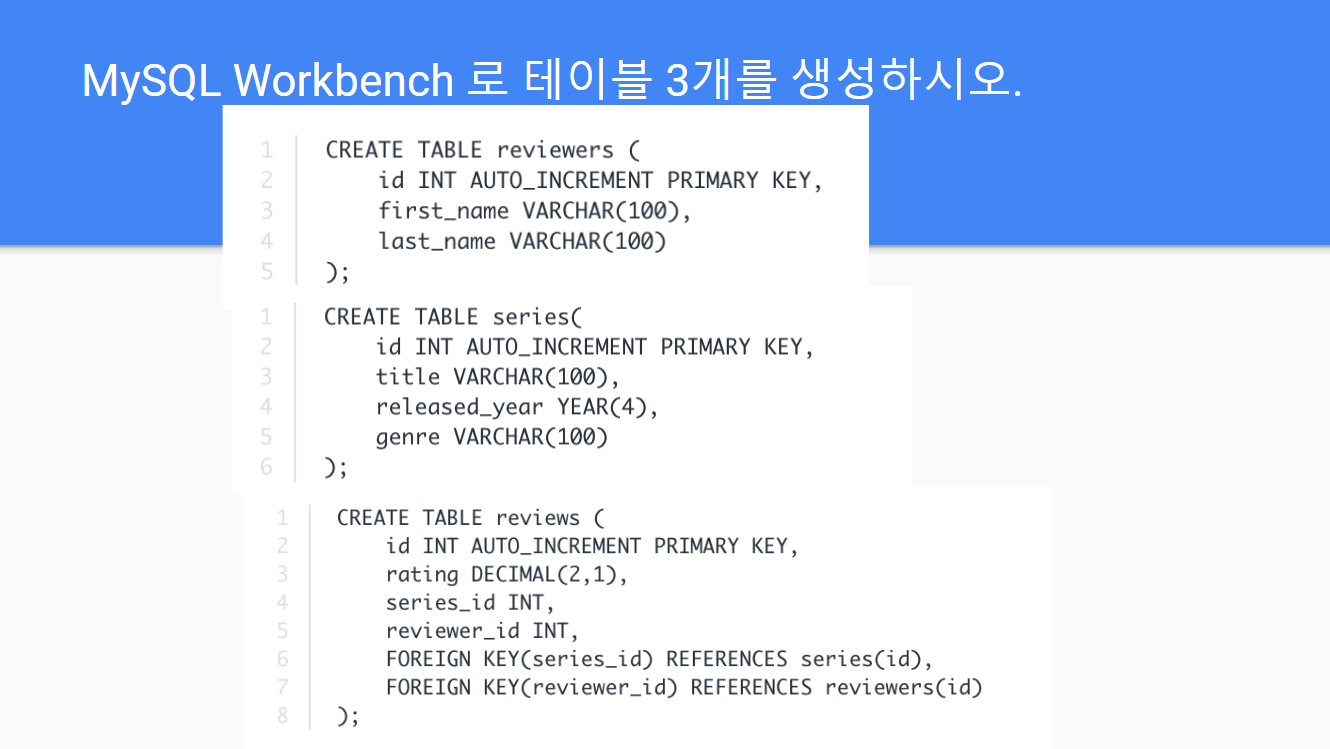 MySQL Workbench 로 테이블 3개를 생성하시오.
1 CREATE TABLE reviewers (
2 id INT AUTO_INCREMENT PRIMARY KEY,
3 first_name VARCHAR(100),
4 last_name VARCHAR(100)
5 );
1 CREATE TABLE series(
2 id INT AUTO_INCREMENT PRIMARY KEY,
3 title VARCHAR(100),
4 released_year YEAR(4),
5 genre VARCHAR(100)
6 );
1 CREATE TABLE reviews (
2 id INT AUTO_INCREMENT PRIMARY KEY,
3 rating DECIMAL(2,1),
4 series_id INT,
5 reviewer_id INT,
6 FOREIGN KEY(series_id) REFERENCES series(id),
7 FOREIGN KEY(reviewer_id) REFERENCES reviewers(id)
8 );